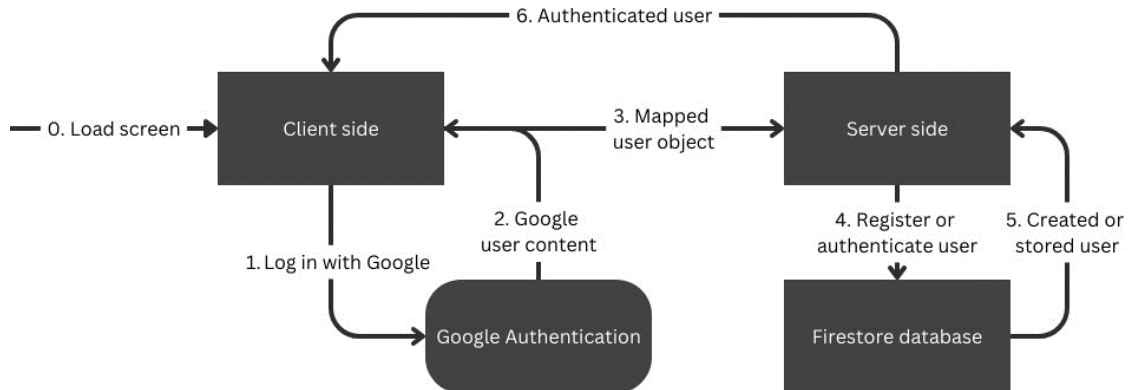 6. Authenticated user
0. Load screen
Client side
3. Mapped
user object
Server side
2. Google
user content
4. Register or
authenticate user
5. Created or
stored user
1. Log in with Google
Google Authentication
Firestore database